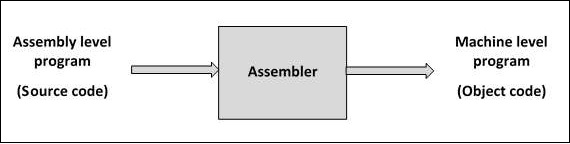 Assembly level
program
(Source code)
Assembler
Machine level
program
(Object code)